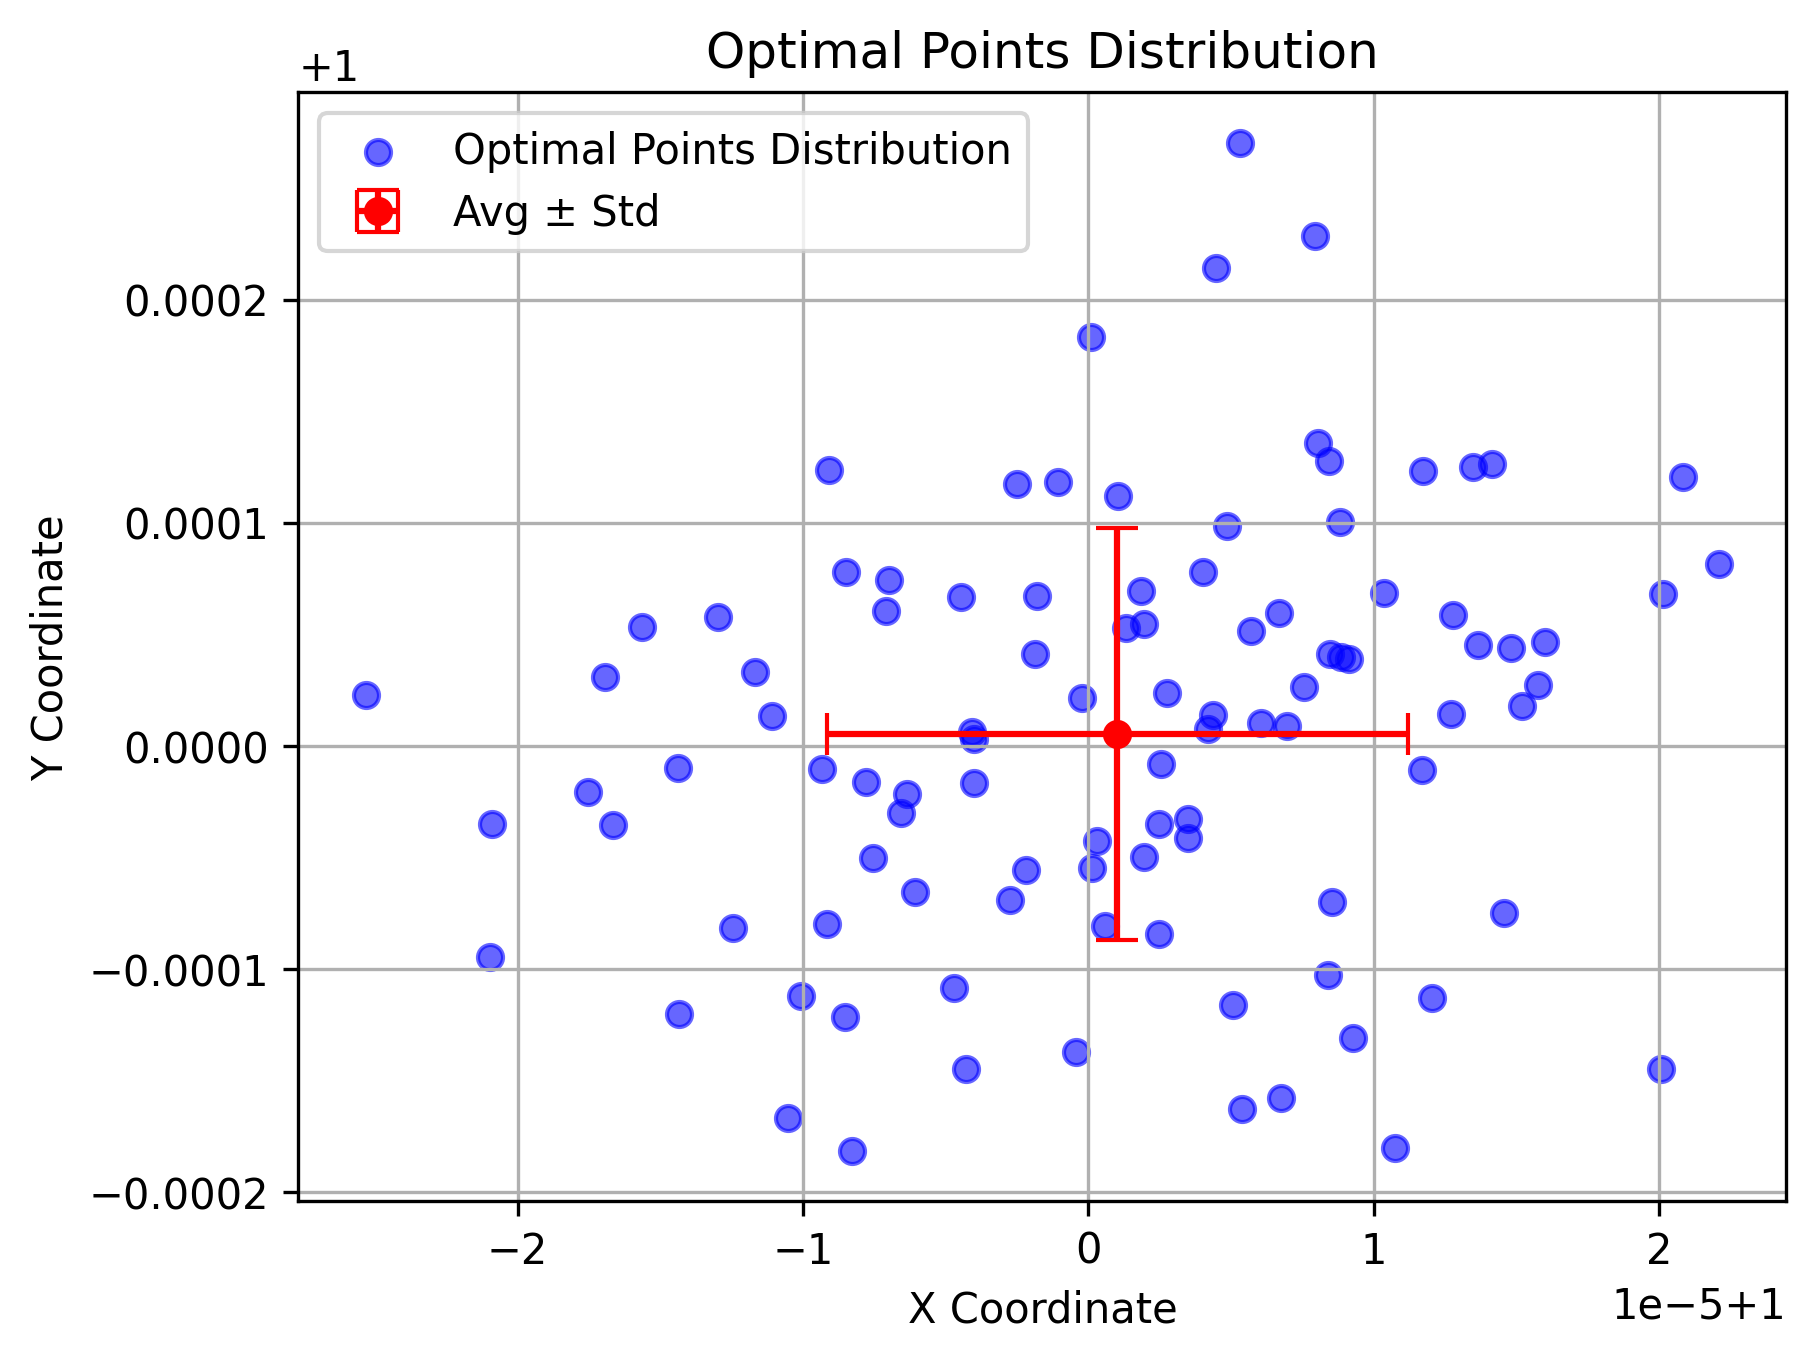 Optimal Points Distribution
+1
Optimal Points Distribution
Avg ± Std
0.0002
0.0001
0.0000
−0.0001
−0.0002
Y Coordinate
−2 −1 0 1 2
X Coordinate
1e−5+1